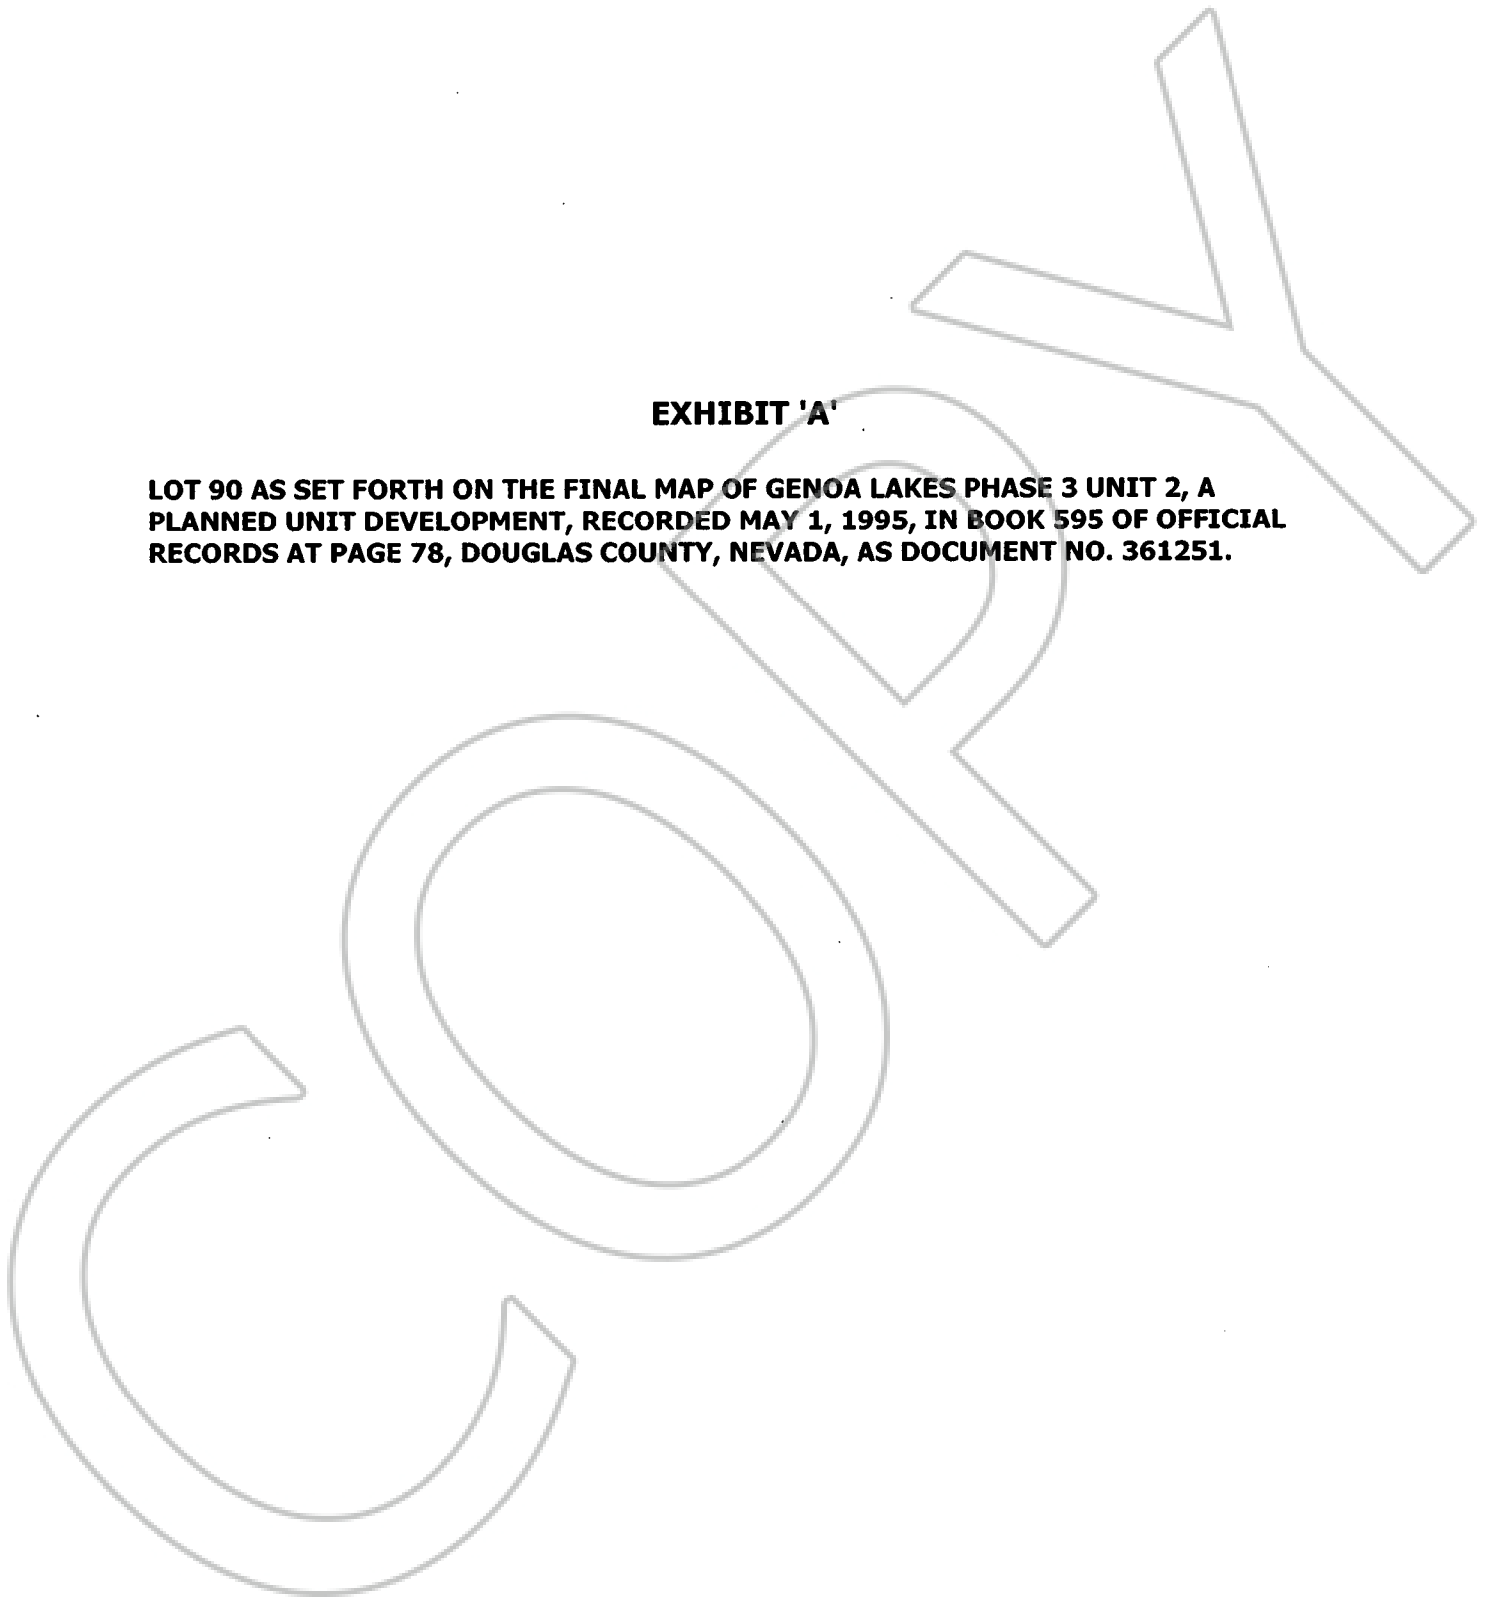 EXHIBIT 'A'
LOT 90 AS SET FORTH ON THE FINAL MAP OF GENOA LAKES PHASE 3 UNIT 2, A
PLANNED UNIT DEVELOPMENT, RECORDED MAY 1, 1995, IN BOOK 595 OF OFFICIAL
RECORDS AT PAGE 78, DOUGLAS COUNTY, NEVADA, AS DOCUMENT NO. 361251.
COPY